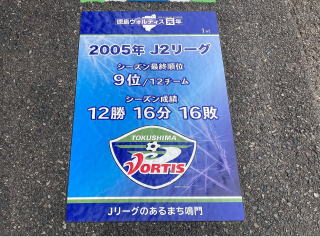 徳島ヴォルティス 元年
1st
2005年 J2リーグ
シーズン最終順位
9位/12チーム
シーズン成績
12勝 16分 16敗
TOKUSHIMA
VORTIS
Jリーグのあるまち鳴門